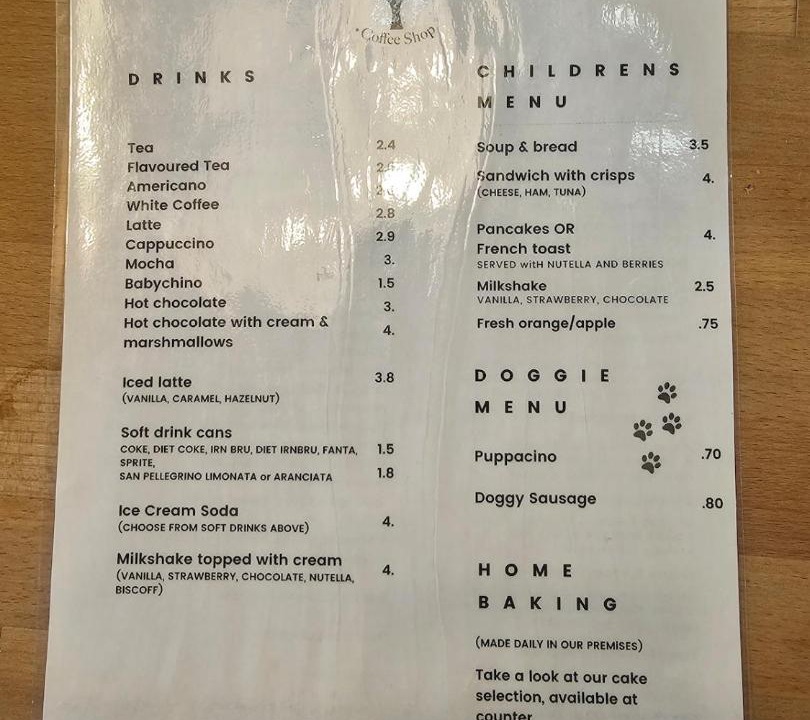 Coffee Shop
DRINKS
Tea 2.4
Flavoured Tea
Americano
White Coffee 2.8
Latte
Cappuccino 2.9
Mocha 3.
Babychino 1.5
Hot chocolate 3.
Hot chocolate with cream & 4.
marshmallows
Iced latte 3.8
(VANILLA, CARAMEL, HAZELNUT)
Soft drink cans
COKE, DIET COKE, IRN BRU, DIET IRNBRU, FANTA, 1.5
SPRITE,
SAN PELLEGRINO LIMONATA or ARANCIATA 1.8
Ice Cream Soda
(CHOOSE FROM SOFT DRINKS ABOVE) 4.
Milkshake topped with cream 4.
(VANILLA, STRAWBERRY, CHOCOLATE, NUTELLA,
BISCOFF)
CHILDRENS
MENU
Soup & bread 3.5
Sandwich with crisps 4.
(CHEESE, HAM, TUNA)
Pancakes OR 4.
French toast
SERVED witH NUTELLA AND BERRIES
Milkshake 2.5
VANILLA, STRAWBERRY, CHOCOLATE
Fresh orange/apple .75
DOGGIE
MENU
Puppacino .70
Doggy Sausage .80
HOME
BAKING
(MADE DAILY IN OUR PREMISES)
Take a look at our cake
selection, available at
counter